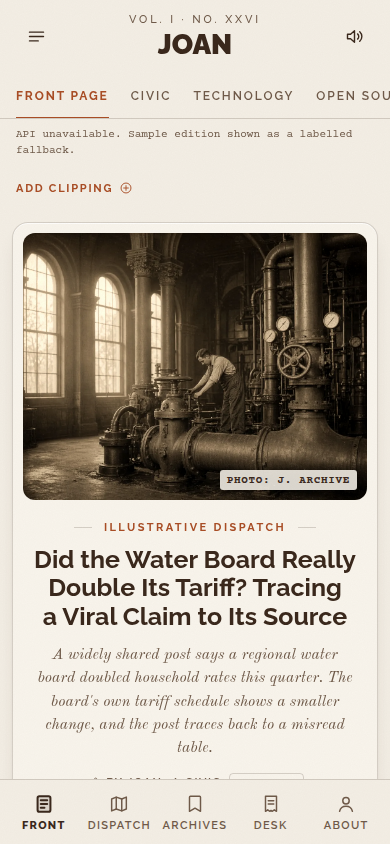 VOL. I · NO. XXVI
JOAN
FRONT PAGE CIVIC TECHNOLOGY OPEN SOU
API unavailable. Sample edition shown as a labelled
fallback.
ADD CLIPPING
PHOTO: J. ARCHIVE
ILLUSTRATIVE DISPATCH
Did the Water Board Really
Double Its Tariff? Tracing
a Viral Claim to Its Source
A widely shared post says a regional water
board doubled household rates this quarter. The
board's own tariff schedule shows a smaller
change, and the post traces back to a misread
table.
FRONT DISPATCH ARCHIVES DESK ABOUT